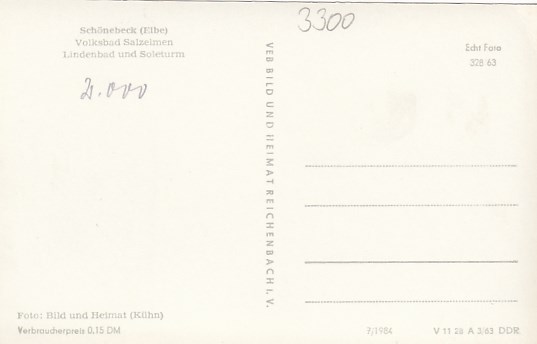 3300
Schönebeck (Elbe)
Volksbad Salzelmen
Lindenbad und Soleturm
Echt Foto
328/63
2.000
VEB BILD UND HEIMAT REICHENBACH I. V.
Foto: Bild und Heimat (Kühn)
Verbraucherpreis 0,15 DM
7/1984
V 11 28 A 3/63 DDR